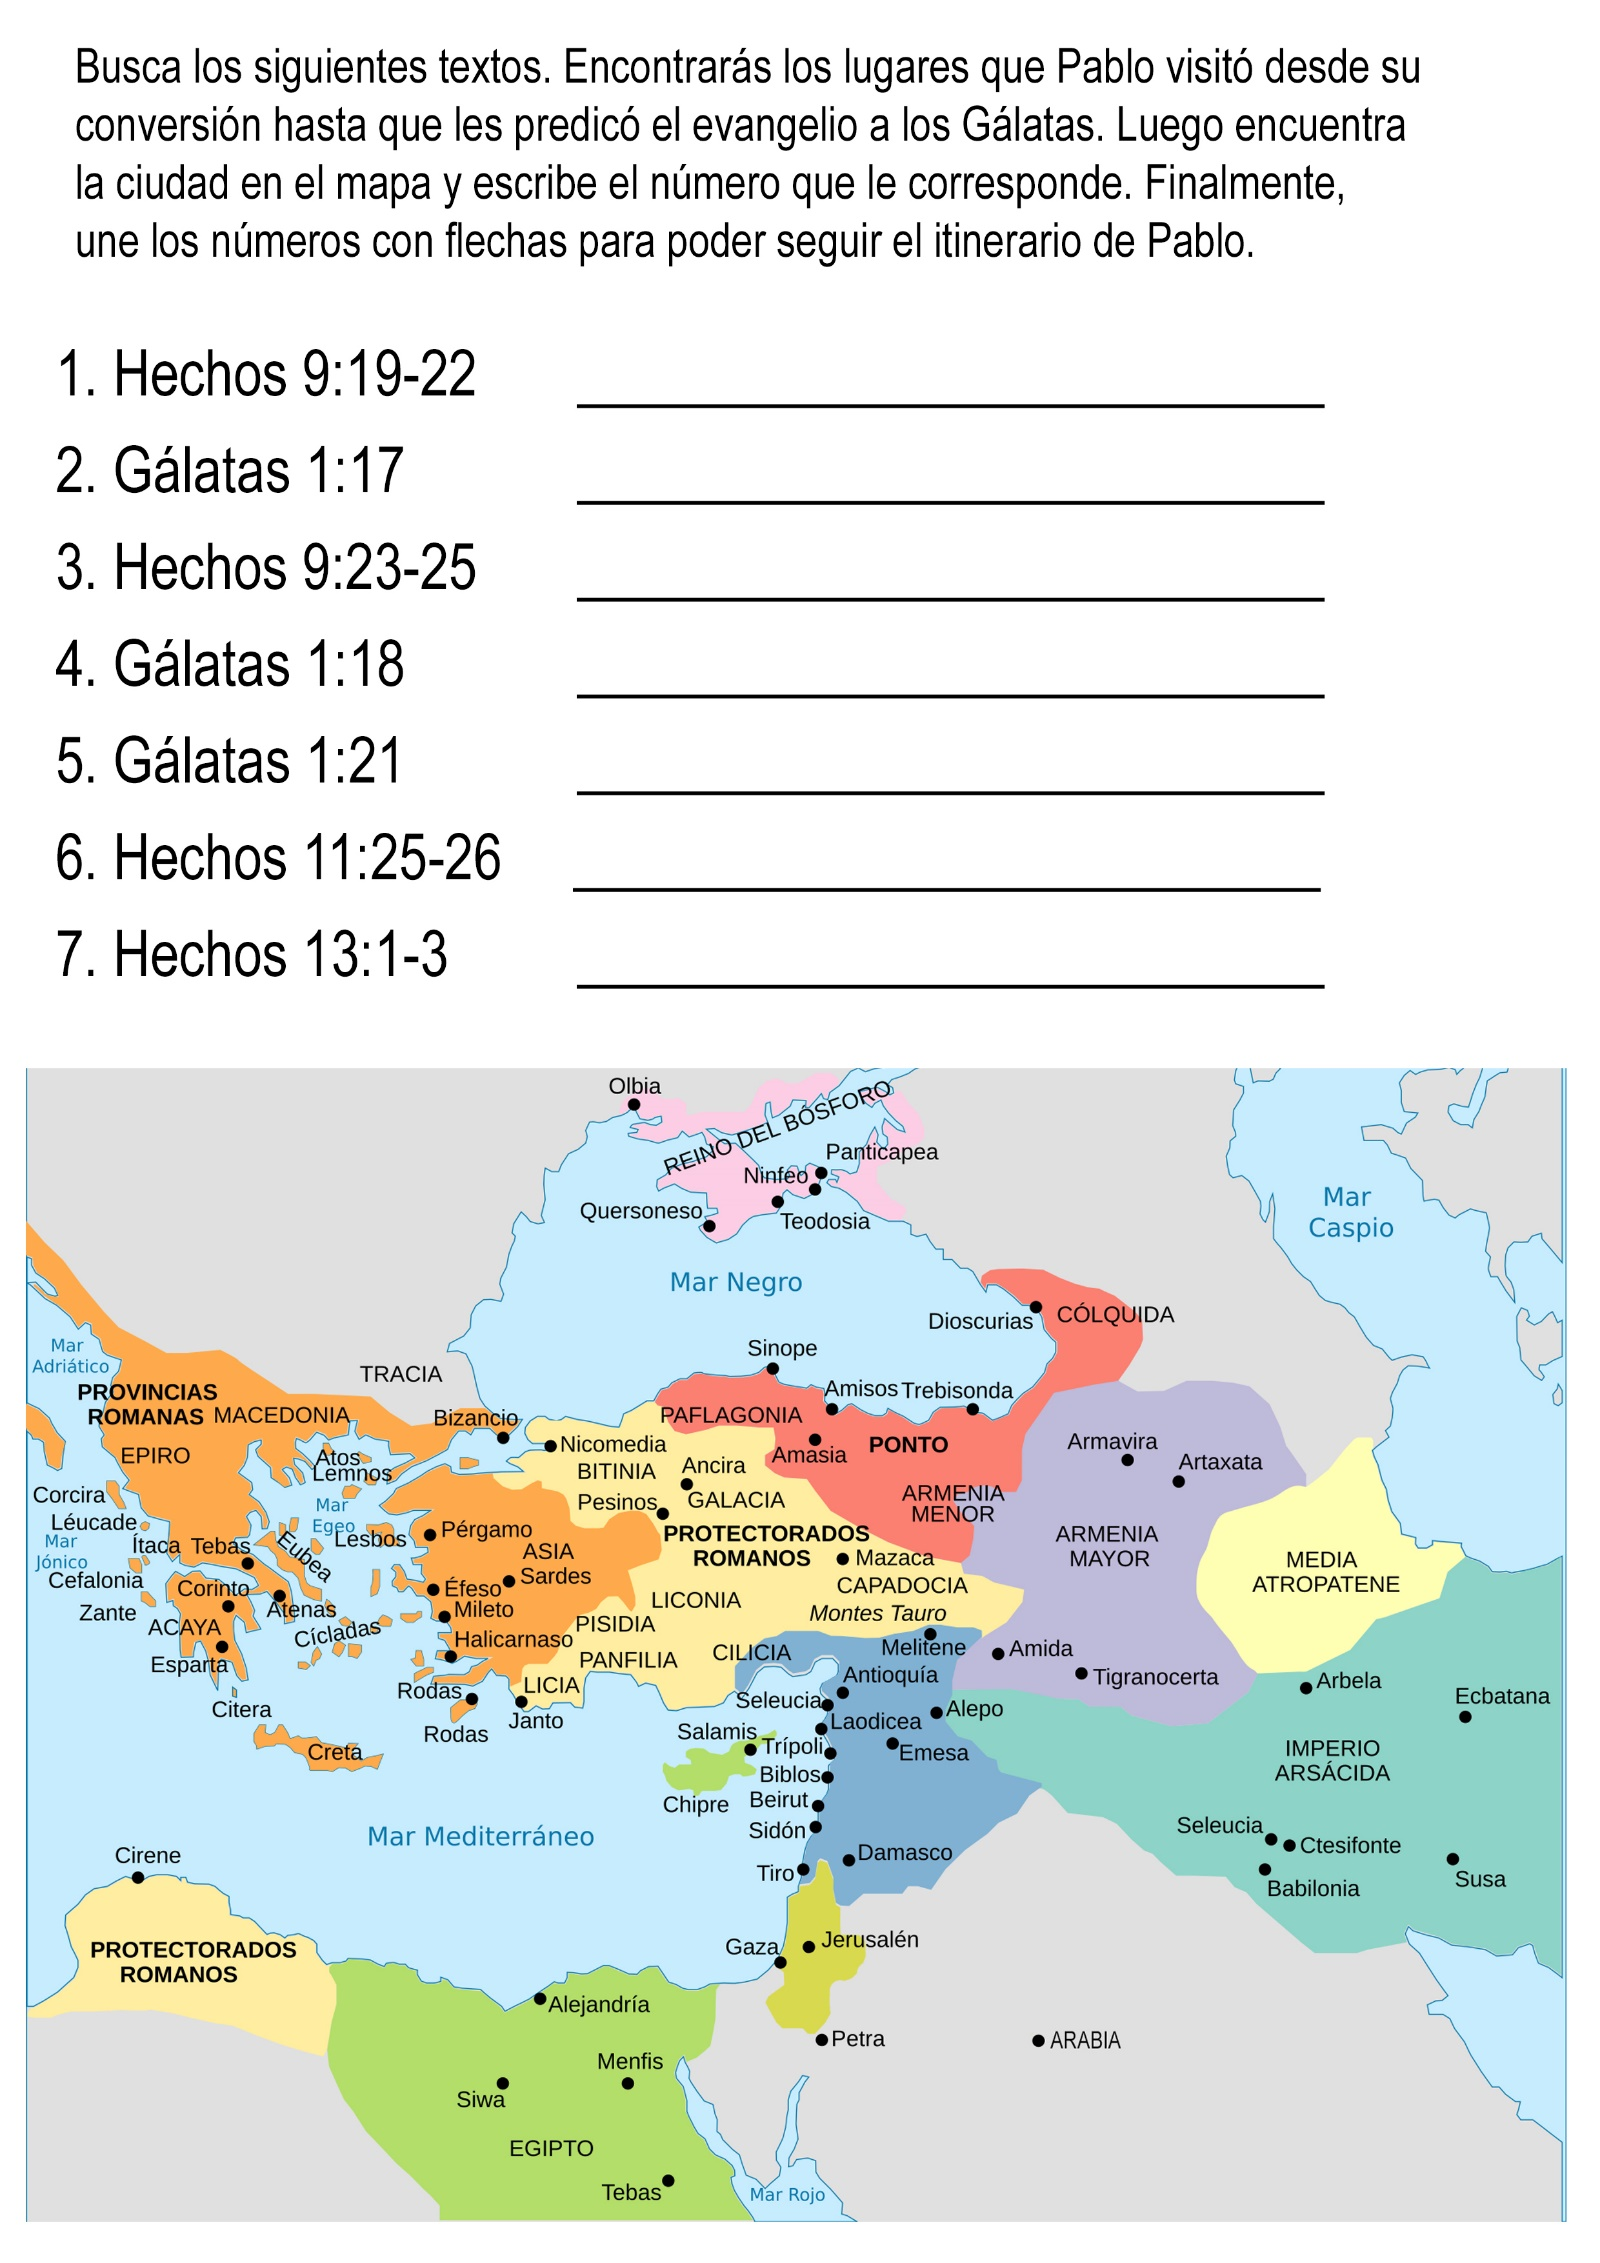 Busca los siguientes textos. Encontrarás los lugares que Pablo visitó desde su
conversión hasta que les predicó el evangelio a los Gálatas. Luego encuentra
la ciudad en el mapa y escribe el número que le corresponde. Finalmente,
une los números con flechas para poder seguir el itinerario de Pablo.
1. Hechos 9:19-22
2. Gálatas 1:17
3. Hechos 9:23-25
4. Gálatas 1:18
5. Gálatas 1:21
6. Hechos 11:25-26
7. Hechos 13:1-3
Olbia
REINO DEL BÓSFORO
Panticapea
Ninfeo
Quersoneso
Teodosia
Mar
Caspio
Mar Negro
Dioscurias
CÓLQUIDA
Mar
Adriático
Sinope
TRACIA
PROVINCIAS
ROMANAS
MACEDONIA
Amisos
Trebisonda
PAFLAGONIA
Bizancio
EPIRO
Nicomedia
Amasia
PONTO
Armavira
Artaxata
Atos
Lemnos
BITINIA
Ancira
Corcira
Mar
Egeo
Pesinos
GALACIA
ARMENIA
MENOR
Léucade
Mar
Jónico
Ítaca
Tebas
Eubea
Lesbos
Pérgamo
PROTECTORADOS
ROMANOS
ARMENIA
MAYOR
ASIA
Mazaca
MEDIA
ATROPATENE
Cefalonia
Corinto
Éfeso
Sardes
CAPADOCIA
Zante
Atenas
Mileto
LICONIA
Montes Tauro
ACAYA
Cícladas
PISIDIA
Halicarnaso
Esparta
PANFILIA
CILICIA
Melitene
Amida
Tigranocerta
Antioquía
Arbela
Rodas
LICIA
Citera
Rodas
Janto
Seleucia
Alepo
Ecbatana
Laodicea
Salamis
Trípoli
Emesa
Creta
IMPERIO
ARSÁCIDA
Biblos
Chipre
Beirut
Mar Mediterráneo
Sidón
Seleucia
Ctesifonte
Cirene
Damasco
Tiro
Susa
Babilonia
PROTECTORADOS
ROMANOS
Gaza
Jerusalén
Alejandría
Petra
ARABIA
Menfis
Siwa
EGIPTO
Tebas
Mar Rojo